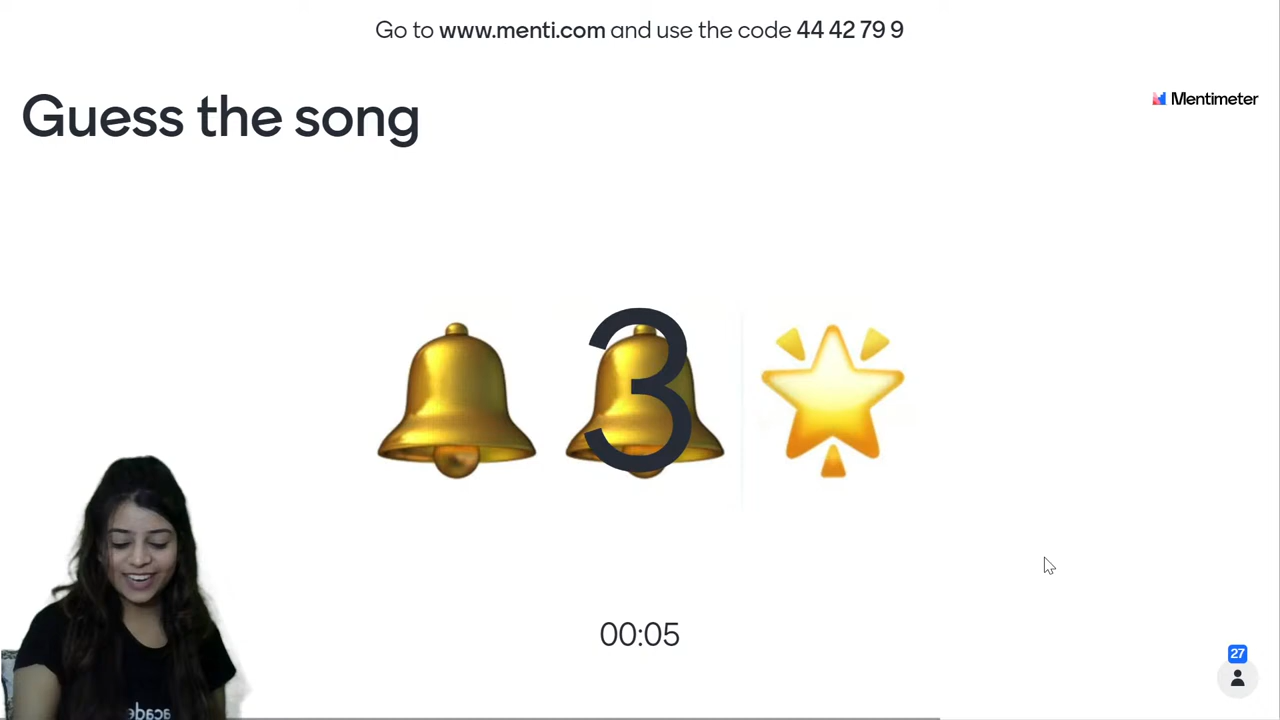 Go to www.menti.com and use the code 44 42 79 9
Guess the song
Mentimeter
3
00:05
27